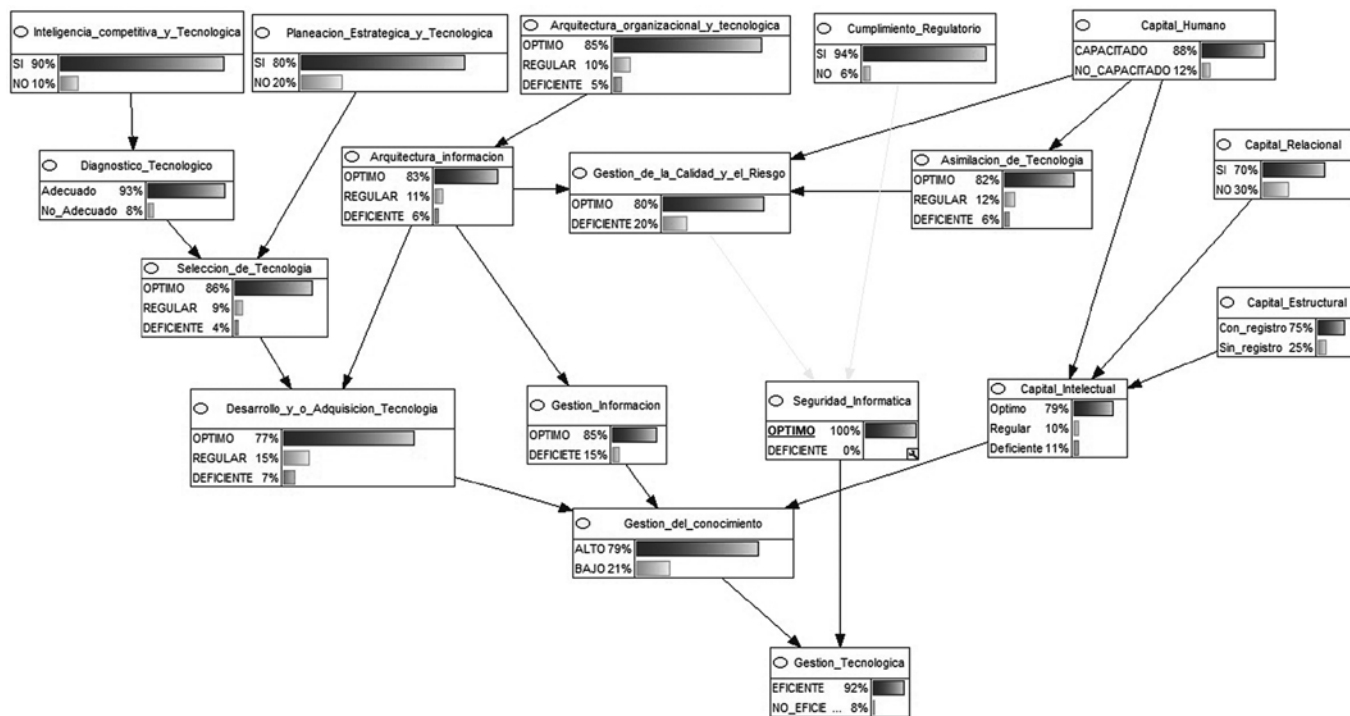 Inteligencia_competitiva_y_Tecnologica
SI 90%
NO 10%
Planeacion_Estrategica_y_Tecnologica
SI 80%
NO 20%
Arquitectura_organizacional_y_tecnologica
OPTIMO 85%
REGULAR 10%
DEFICIENTE 5%
Cumplimiento_Regulatorio
SI 94%
NO 6%
Capital_Humano
CAPACITADO 88%
NO_CAPACITADO 12%
Diagnostico_Tecnologico
Adecuado 93%
No_Adecuado 8%
Arquitectura_informacion
OPTIMO 83%
REGULAR 11%
DEFICIENTE 6%
Gestion_de_la_Calidad_y_el_Riesgo
OPTIMO 80%
DEFICIENTE 20%
Asimilacion_de_Tecnologia
OPTIMO 82%
REGULAR 12%
DEFICIENTE 6%
Capital_Relacional
SI 70%
NO 30%
Seleccion_de_Tecnologia
OPTIMO 86%
REGULAR 9%
DEFICIENTE 4%
Capital_Estructural
Con_registro 75%
Sin_registro 25%
Desarrollo_y_o_Adquisicion_Tecnologia
OPTIMO 77%
REGULAR 15%
DEFICIENTE 7%
Gestion_Informacion
OPTIMO 85%
DEFICIETE 15%
Seguridad_Informatica
OPTIMO 100%
DEFICIENTE 0%
Capital_Intelectual
Optimo 79%
Regular 10%
Deficiente 11%
Gestion_del_conocimiento
ALTO 79%
BAJO 21%
Gestion_Tecnologica
EFICIENTE 92%
NO_EFICIE ... 8%